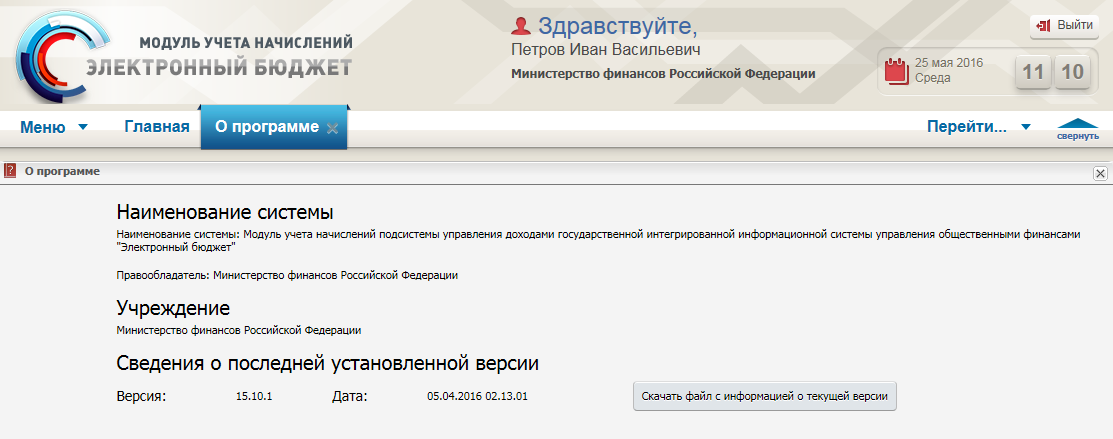 МОДУЛЬ УЧЕТА НАЧИСЛЕНИЙ
ЭЛЕКТРОННЫЙ БЮДЖЕТ
Здравствуйте,
Петров Иван Васильевич
Министерство финансов Российской Федерации
Выйти
25 мая 2016
Среда
11 10
Меню
Главная
О программе
Перейти...
свернуть
О программе
Наименование системы
Наименование системы: Модуль учета начислений подсистемы управления доходами государственной интегрированной информационной системы управления общественными финансами
"Электронный бюджет"
Правообладатель: Министерство финансов Российской Федерации
Учреждение
Министерство финансов Российской Федерации
Сведения о последней установленной версии
Версия: 15.10.1 Дата: 05.04.2016 02.13.01 Скачать файл с информацией о текущей версии